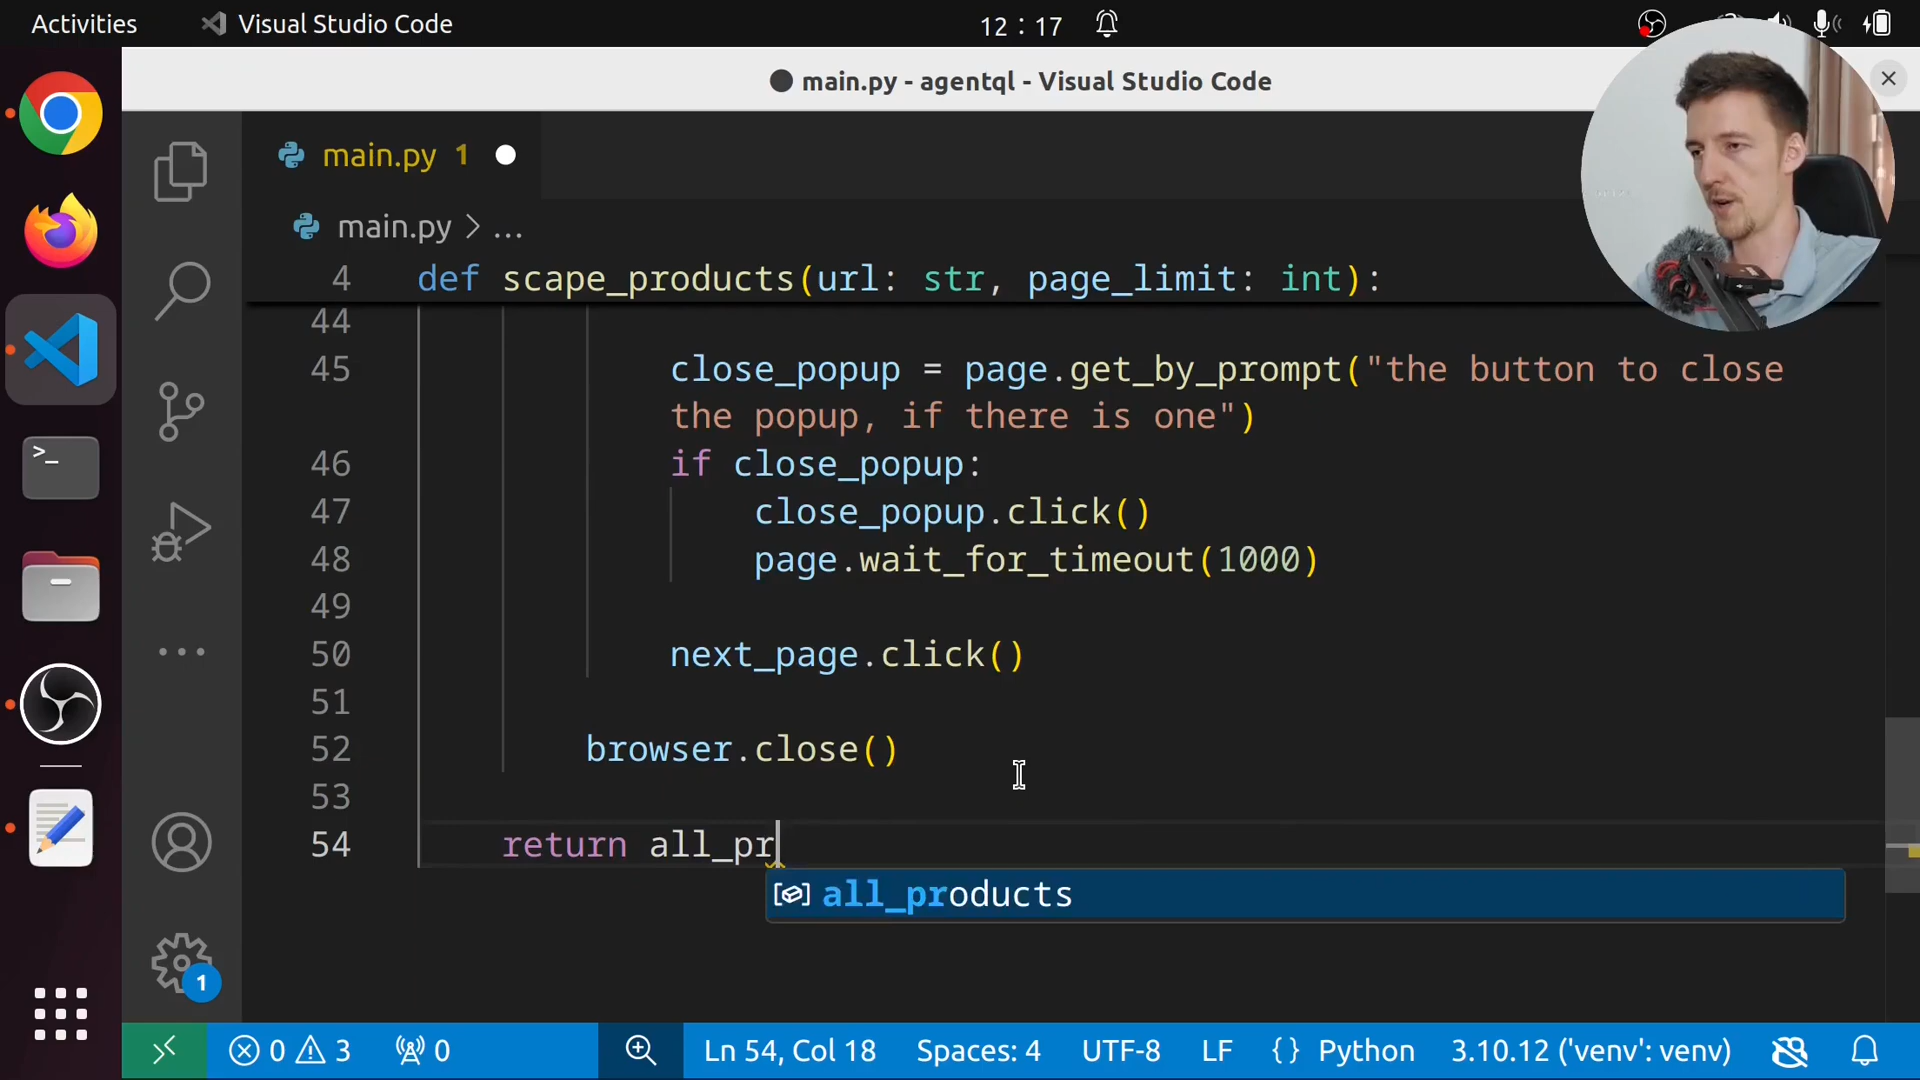 Activities
Visual Studio Code
12 : 17
main.py - agentql - Visual Studio Code
main.py 1
main.py > ...
4 def scape_products(url: str, page_limit: int):
44
45 close_popup = page.get_by_prompt("the button to close
the popup, if there is one")
46 if close_popup:
47 close_popup.click()
48 page.wait_for_timeout(1000)
49
50 next_page.click()
51
52 browser.close()
53
54 return all_pr
all_products
1
0 3 0 Ln 54, Col 18 Spaces: 4 UTF-8 LF {} Python 3.10.12 ('venv': venv)